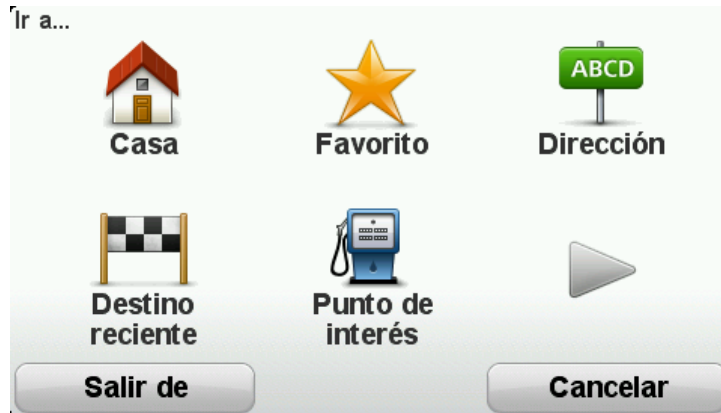 Ir a...
ABCD
Casa
Favorito
Dirección
Destino
reciente
Punto de
interés
Salir de
Cancelar